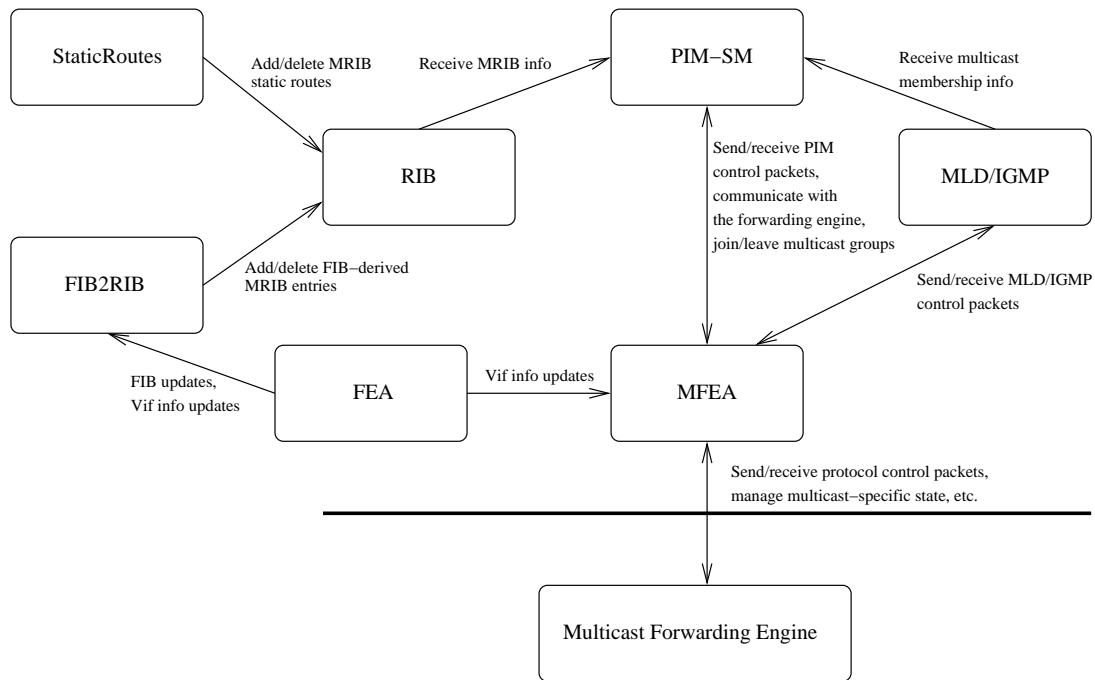 StaticRoutes
Add/delete MRIB
static routes
Receive MRIB info
PIM−SM
Receive multicast
membership info
RIB
Send/receive PIM
control packets,
communicate with
the forwarding engine,
join/leave multicast groups
MLD/IGMP
FIB2RIB
Add/delete FIB−derived
MRIB entries
Send/receive MLD/IGMP
control packets
FIB updates,
Vif info updates
FEA
Vif info updates
MFEA
Send/receive protocol control packets,
manage multicast−specific state, etc.
Multicast Forwarding Engine